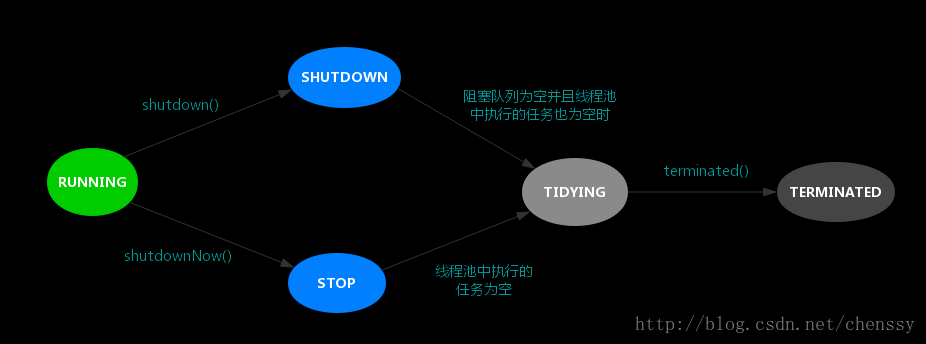 SHUTDOWN
shutdown()
阻塞队列为空并且线程池
中执行的任务也为空时
RUNNING
TIDYING
terminated()
TERMINATED
shutdownNow()
STOP
线程池中执行的
任务为空
http://blog.csdn.net/chenssy